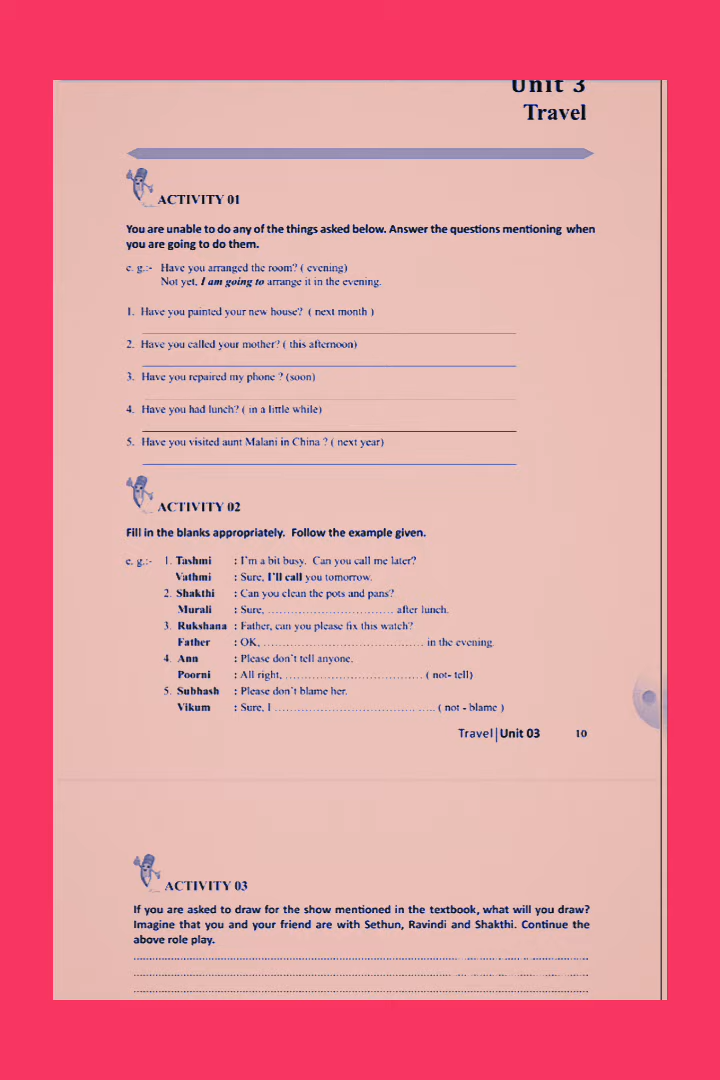 Unit 3
Travel
ACTIVITY 01
You are unable to do any of the things asked below. Answer the questions mentioning when
you are going to do them.
e. g.:- Have you arranged the room? ( evening)
Not yet, I am going to arrange it in the evening.
1. Have you painted your new house? ( next month )
2. Have you called your mother? ( this afternoon)
3. Have you repaired my phone ? (soon)
4. Have you had lunch? ( in a little while)
5. Have you visited aunt Malani in China ? ( next year)
ACTIVITY 02
Fill in the blanks appropriately. Follow the example given.
e. g.:- 1. Tashmi : I'm a bit busy. Can you call me later?
Vathmi : Sure, I'll call you tomorrow.
2. Shakthi : Can you clean the pots and pans?
Murali : Sure, ................................ after lunch.
3. Rukshana : Father, can you please fix this watch?
Father : OK, ......................................... in the evening.
4. Ann : Please don't tell anyone.
Poorni : All right, ................................... ( not- tell)
5. Subhash : Please don't blame her.
Vikum : Sure, I ......................................... ( not - blame )
Travel|Unit 03 10
ACTIVITY 03
If you are asked to draw for the show mentioned in the textbook, what will you draw?
Imagine that you and your friend are with Sethun, Ravindi and Shakthi. Continue the
above role play.